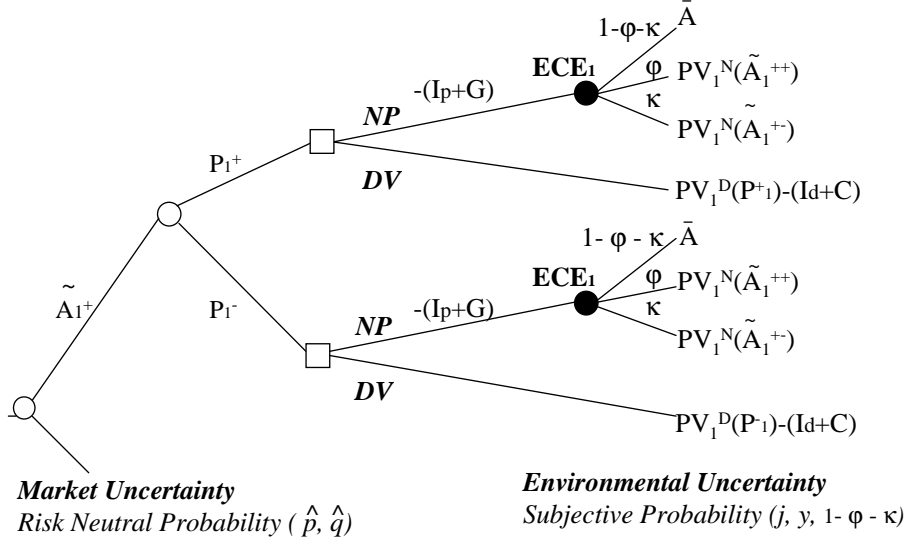 1-φ-κ Ā
ECE₁ φ PV₁ᴺ(Ã₁⁺⁺)
-(Ip+G) κ
NP PV₁ᴺ(Ã₁⁺⁻)
P₁⁺
DV
PV₁ᴰ(P⁺₁)-(Id+C)
1- φ - κ Ā
ECE₁ φ PV₁ᴺ(Ã₁⁺⁺)
Ã₁⁺
P₁⁻ -(Ip+G) κ
NP PV₁ᴺ(Ã₁⁺⁻)
DV
PV₁ᴰ(P⁻₁)-(Id+C)
Market Uncertainty
Risk Neutral Probability ( p̂, q̂)
Environmental Uncertainty
Subjective Probability (j, y, 1- φ - κ)